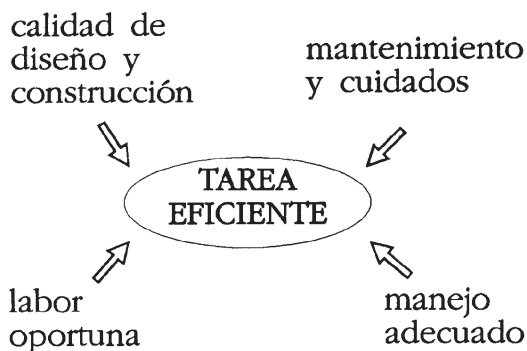 calidad de
diseño y
construcción
mantenimiento
y cuidados
TAREA
EFICIENTE
labor
oportuna
manejo
adecuado